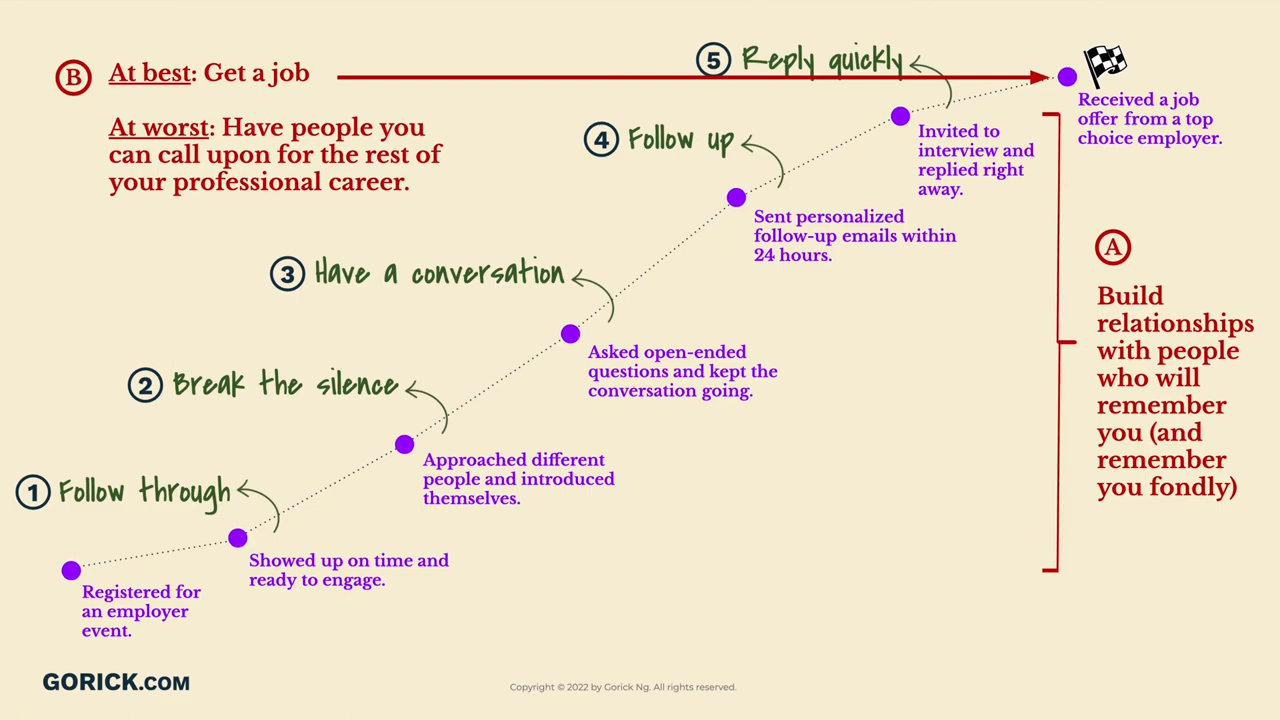 B At best: Get a job
At worst: Have people you
can call upon for the rest of
your professional career.
5 Reply quickly
Received a job
offer from a top
choice employer.
4 Follow up
Invited to
interview and
replied right
away.
Sent personalized
follow-up emails within
24 hours.
A
Build
relationships
with people
who will
remember
you (and
remember
you fondly)
3 Have a conversation
Asked open-ended
questions and kept the
conversation going.
2 Break the silence
Approached different
people and introduced
themselves.
1 Follow through
Showed up on time and
ready to engage.
Registered for
an employer
event.
GORICK.COM
Copyright © 2022 by Gorick Ng. All rights reserved.